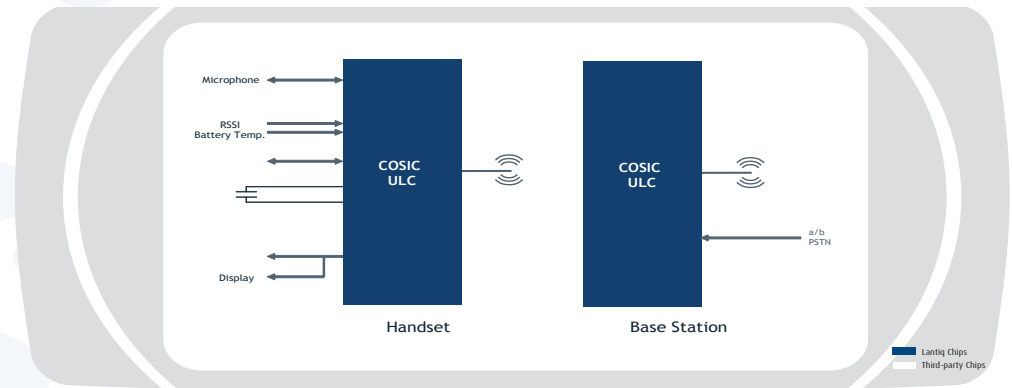 Microphone
RSSI
Battery Temp.
COSIC
ULC
Display
Handset
COSIC
ULC
a/b
PSTN
Base Station
Lantiq Chips
Third-party Chips